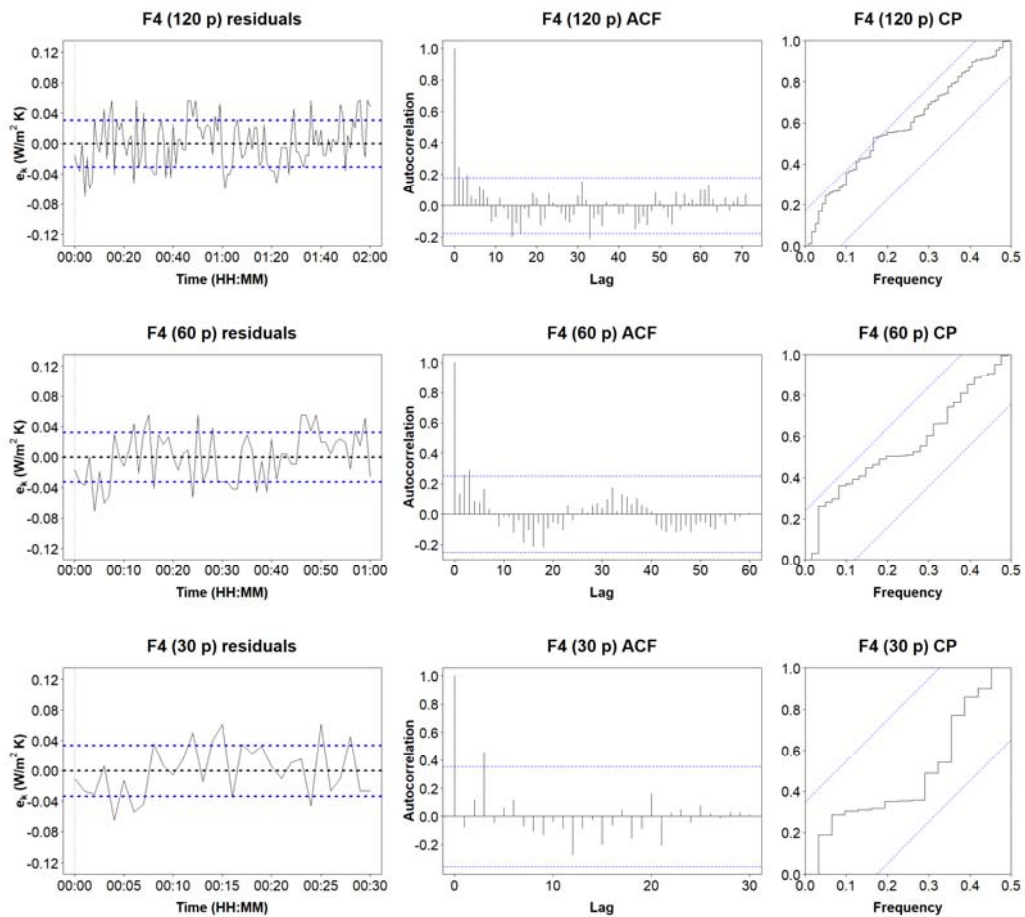 F4 (120 p) residuals
F4 (120 p) ACF
F4 (120 p) CP
e_k (W/m² K)
0.12
0.08
0.04
0.00
-0.04
-0.08
-0.12
00:00 00:20 00:40 01:00 01:20 01:40 02:00
Time (HH:MM)
Autocorrelation
1.0
0.8
0.6
0.4
0.2
0.0
-0.2
0 10 20 30 40 50 60 70
Lag
1.0
0.8
0.6
0.4
0.2
0.0
0.0 0.1 0.2 0.3 0.4 0.5
Frequency
F4 (60 p) residuals
F4 (60 p) ACF
F4 (60 p) CP
e_k (W/m² K)
0.12
0.08
0.04
0.00
-0.04
-0.08
-0.12
00:00 00:10 00:20 00:30 00:40 00:50 01:00
Time (HH:MM)
Autocorrelation
1.0
0.8
0.6
0.4
0.2
0.0
-0.2
0 10 20 30 40 50 60
Lag
1.0
0.8
0.6
0.4
0.2
0.0
0.0 0.1 0.2 0.3 0.4 0.5
Frequency
F4 (30 p) residuals
F4 (30 p) ACF
F4 (30 p) CP
e_k (W/m² K)
0.12
0.08
0.04
0.00
-0.04
-0.08
-0.12
00:00 00:05 00:10 00:15 00:20 00:25 00:30
Time (HH:MM)
Autocorrelation
1.0
0.8
0.6
0.4
0.2
0.0
-0.2
0 10 20 30
Lag
1.0
0.8
0.6
0.4
0.2
0.0
0.0 0.1 0.2 0.3 0.4 0.5
Frequency